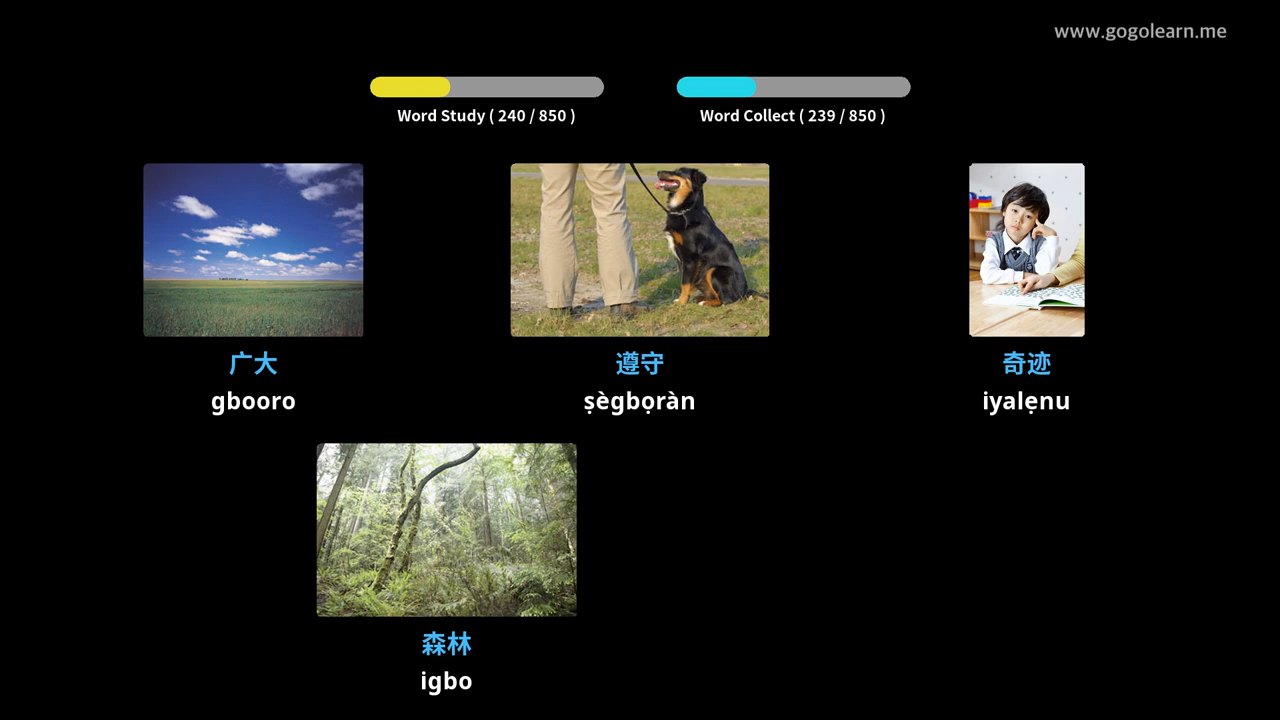 www.gogolearn.me
Word Study ( 240 / 850 )
Word Collect ( 239 / 850 )
广大
gbooro
遵守
ṣègbọràn
奇迹
iyalẹnu
森林
igbo